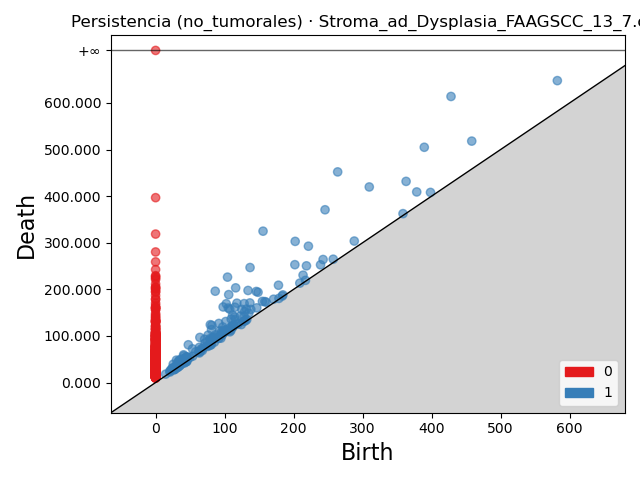 Persistencia (no_tumorales) · Stroma_ad_Dysplasia_FAAGSCC_13_7.
+∞
600.000
500.000
400.000
300.000
200.000
100.000
0.000
Death
0
1
0 100 200 300 400 500 600
Birth